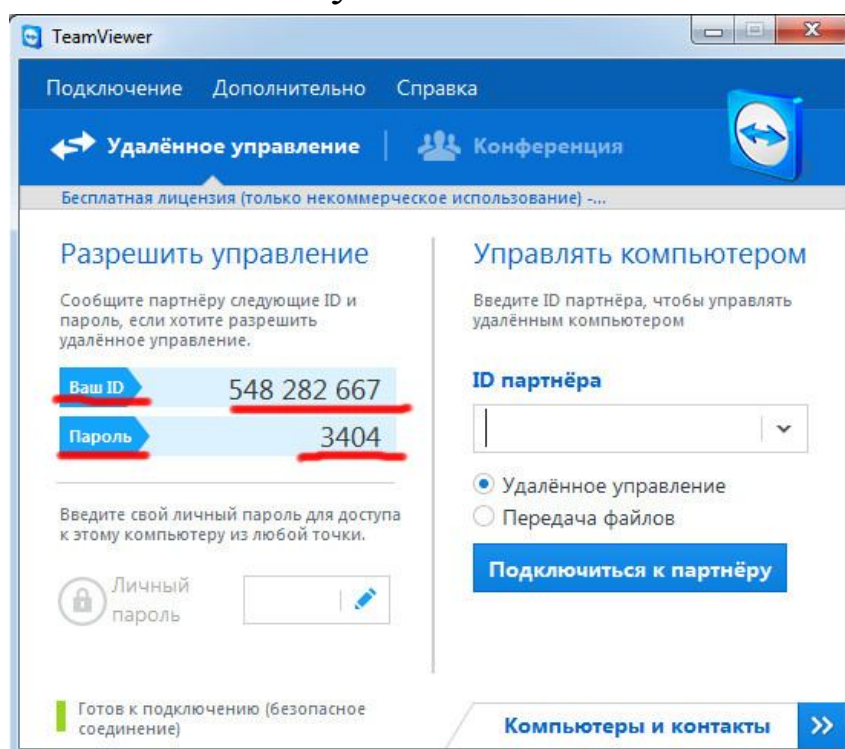 TeamViewer
Подключение Дополнительно Справка
Удалённое управление Конференция
Бесплатная лицензия (только некоммерческое использование) -...
Разрешить управление
Сообщите партнёру следующие ID и
пароль, если хотите разрешить
удалённое управление.
Ваш ID 548 282 667
Пароль 3404
Введите свой личный пароль для доступа
к этому компьютеру из любой точки.
Личный
пароль
Готов к подключению (безопасное
соединение)
Управлять компьютером
Введите ID партнёра, чтобы управлять
удалённым компьютером
ID партнёра
Удалённое управление
Передача файлов
Подключиться к партнёру
Компьютеры и контакты